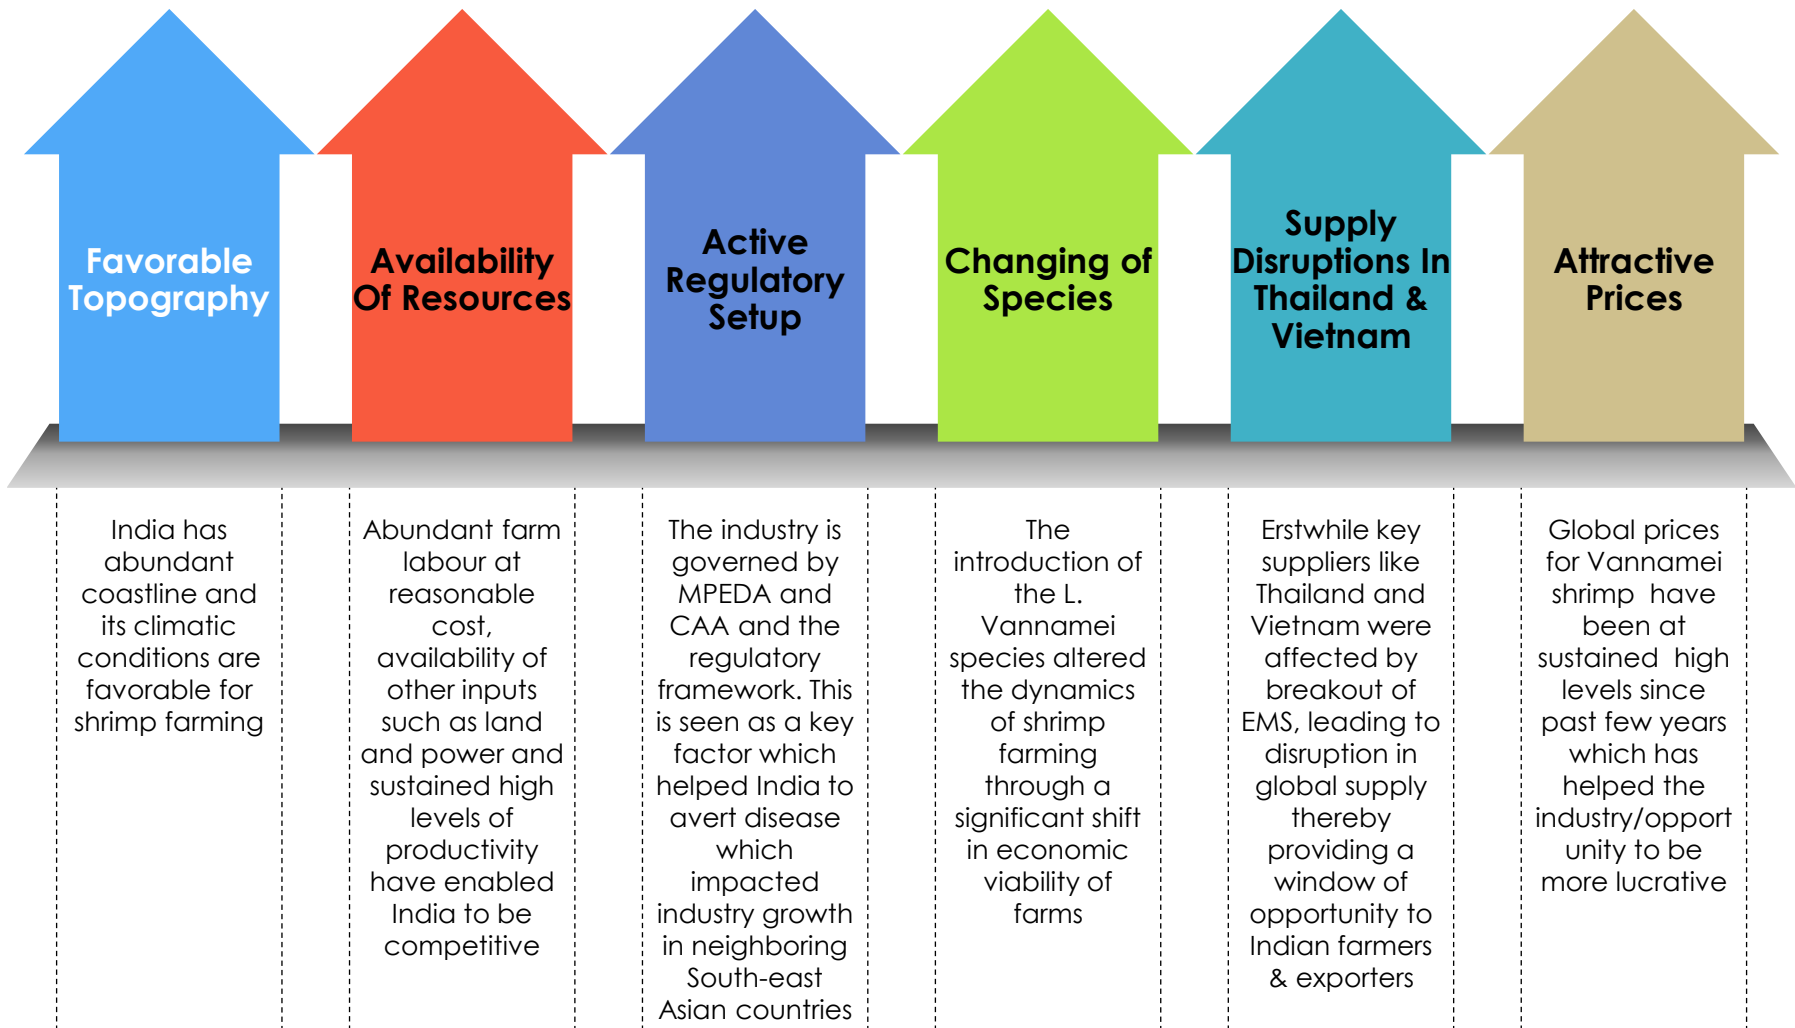 Favorable
Topography
Availability
Of Resources
Active
Regulatory
Setup
Changing of
Species
Supply
Disruptions In
Thailand &
Vietnam
Attractive
Prices
India has
abundant
coastline and
its climatic
conditions are
favorable for
shrimp farming
Abundant farm
labour at
reasonable
cost,
availability of
other inputs
such as land
and power and
sustained high
levels of
productivity
have enabled
India to be
competitive
The industry is
governed by
MPEDA and
CAA and the
regulatory
framework. This
is seen as a key
factor which
helped India to
avert disease
which
impacted
industry growth
in neighboring
South-east
Asian countries
The
introduction of
the L.
Vannamei
species altered
the dynamics
of shrimp
farming
through a
significant shift
in economic
viability of
farms
Erstwhile key
suppliers like
Thailand and
Vietnam were
affected by
breakout of
EMS, leading to
disruption in
global supply
thereby
providing a
window of
opportunity to
Indian farmers
& exporters
Global prices
for Vannamei
shrimp have
been at
sustained high
levels since
past few years
which has
helped the
industry/opport
unity to be
more lucrative